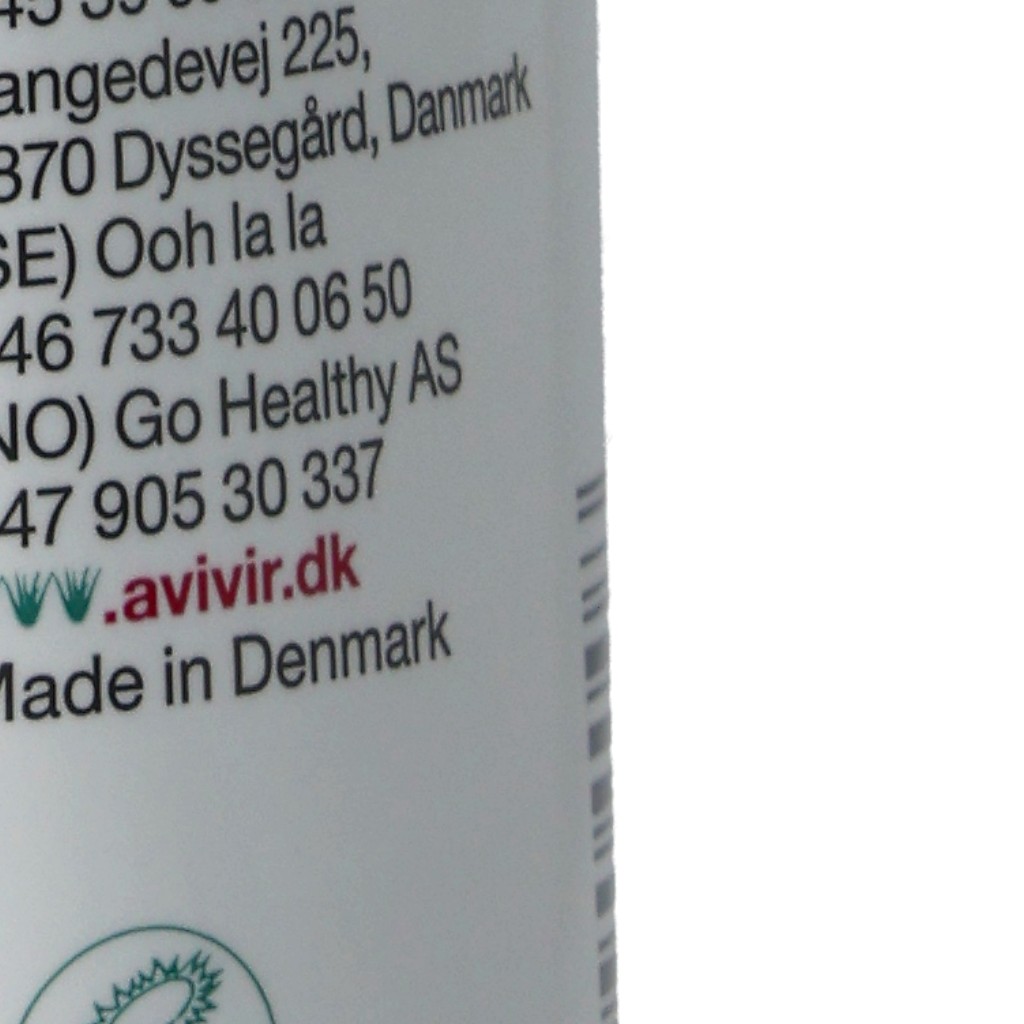 angedevej 225,
870 Dyssegård, Danmark
SE) Ooh la la
46 733 40 06 50
NO) Go Healthy AS
47 905 30 337
.avivir.dk
Made in Denmark